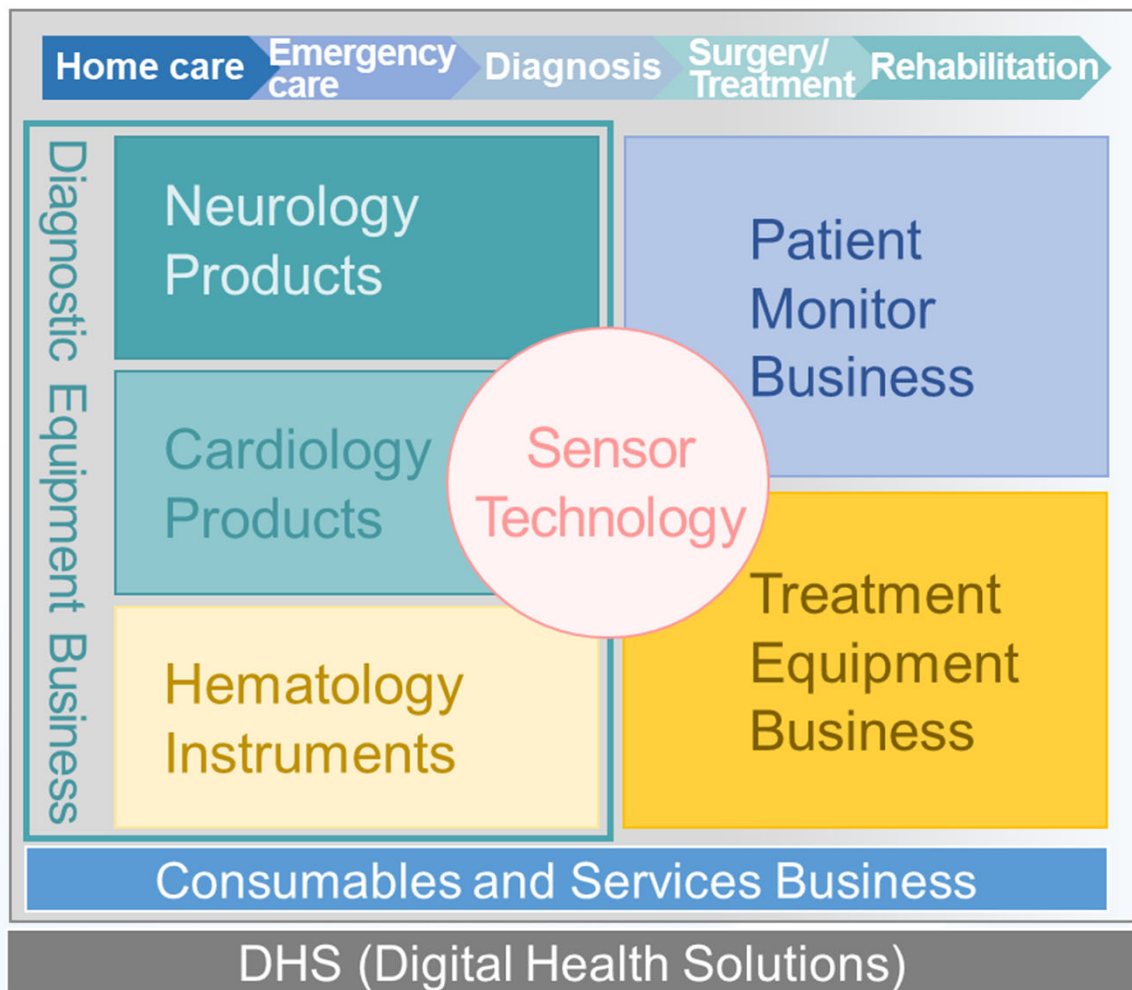 Home care
Emergency
care
Diagnosis
Surgery/
Treatment
Rehabilitation
Diagnostic Equipment Business
Neurology
Products
Cardiology
Products
Hematology
Instruments
Sensor
Technology
Patient
Monitor
Business
Treatment
Equipment
Business
Consumables and Services Business
DHS (Digital Health Solutions)